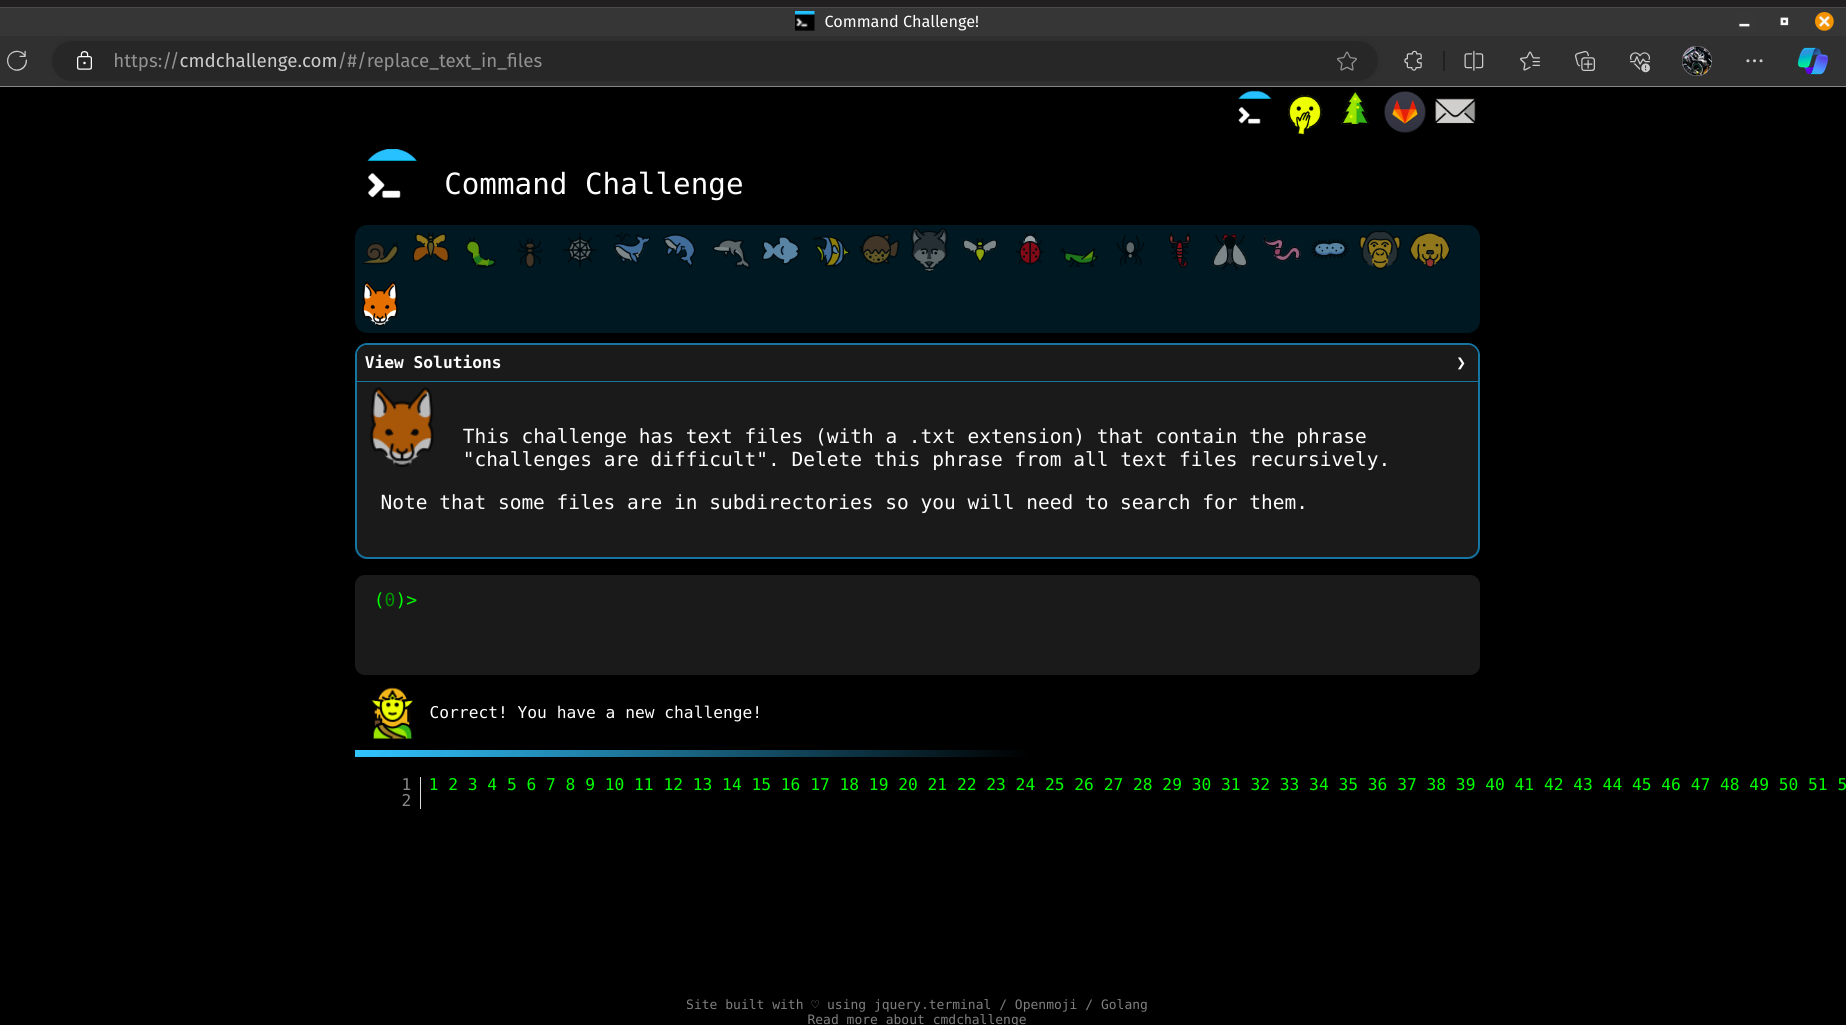 Command Challenge!
https://cmdchallenge.com/#/replace_text_in_files
Command Challenge
View Solutions
This challenge has text files (with a .txt extension) that contain the phrase
"challenges are difficult". Delete this phrase from all text files recursively.
Note that some files are in subdirectories so you will need to search for them.
(0)>
Correct! You have a new challenge!
1 1 2 3 4 5 6 7 8 9 10 11 12 13 14 15 16 17 18 19 20 21 22 23 24 25 26 27 28 29 30 31 32 33 34 35 36 37 38 39 40 41 42 43 44 45 46 47 48 49 50 51 5
2
Site built with ♡ using jquery.terminal / Openmoji / Golang
Read more about cmdchallenge